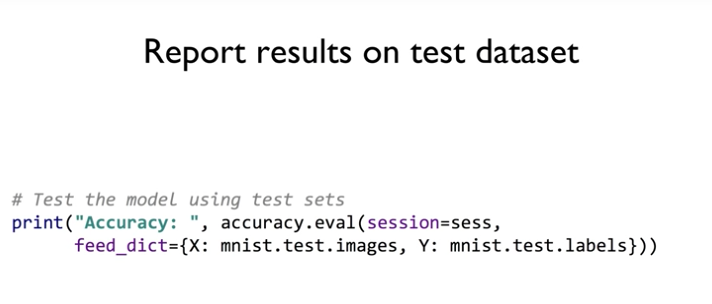 Report results on test dataset
# Test the model using test sets
print("Accuracy: ", accuracy.eval(session=sess,
feed_dict={X: mnist.test.images, Y: mnist.test.labels}))